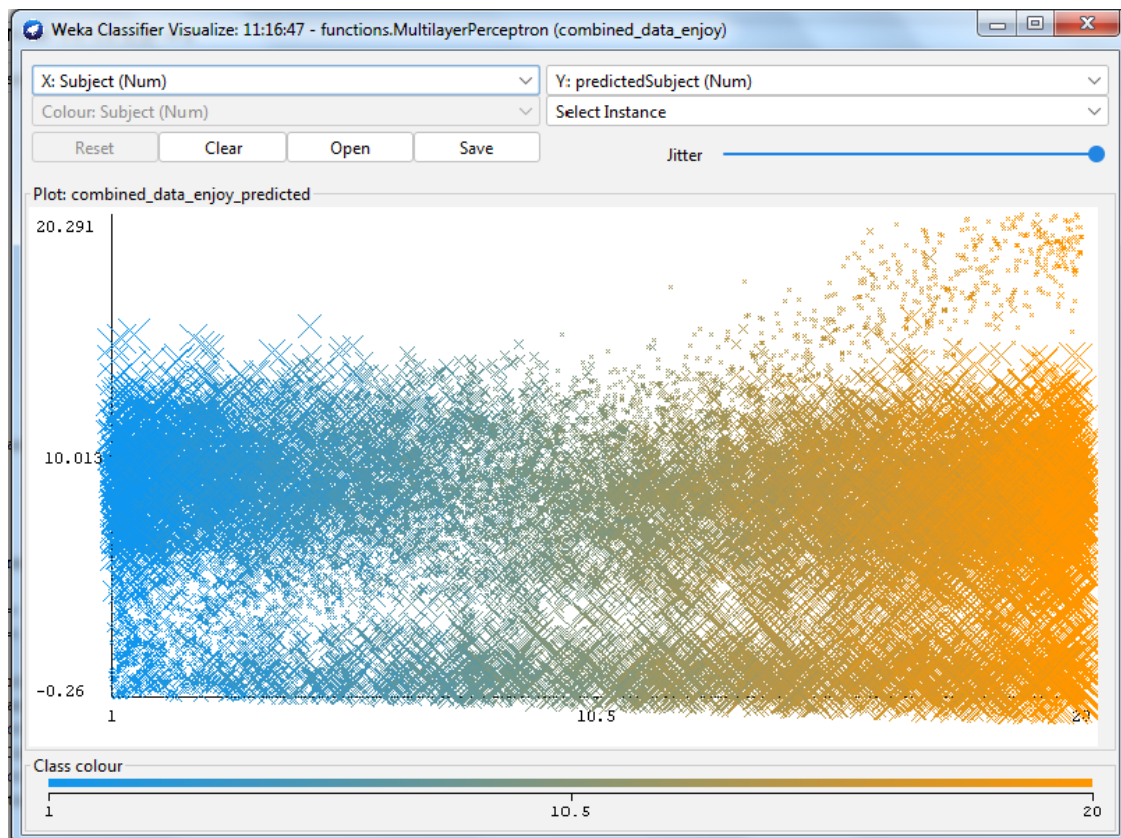 Weka Classifier Visualize: 11:16:47 - functions.MultilayerPerceptron (combined_data_enjoy)
X: Subject (Num)
Y: predictedSubject (Num)
Colour: Subject (Num)
Select Instance
Reset
Clear
Open
Save
Jitter
Plot: combined_data_enjoy_predicted
20.291
10.013
-0.26
1
10.5
20
Class colour
1
10.5
20